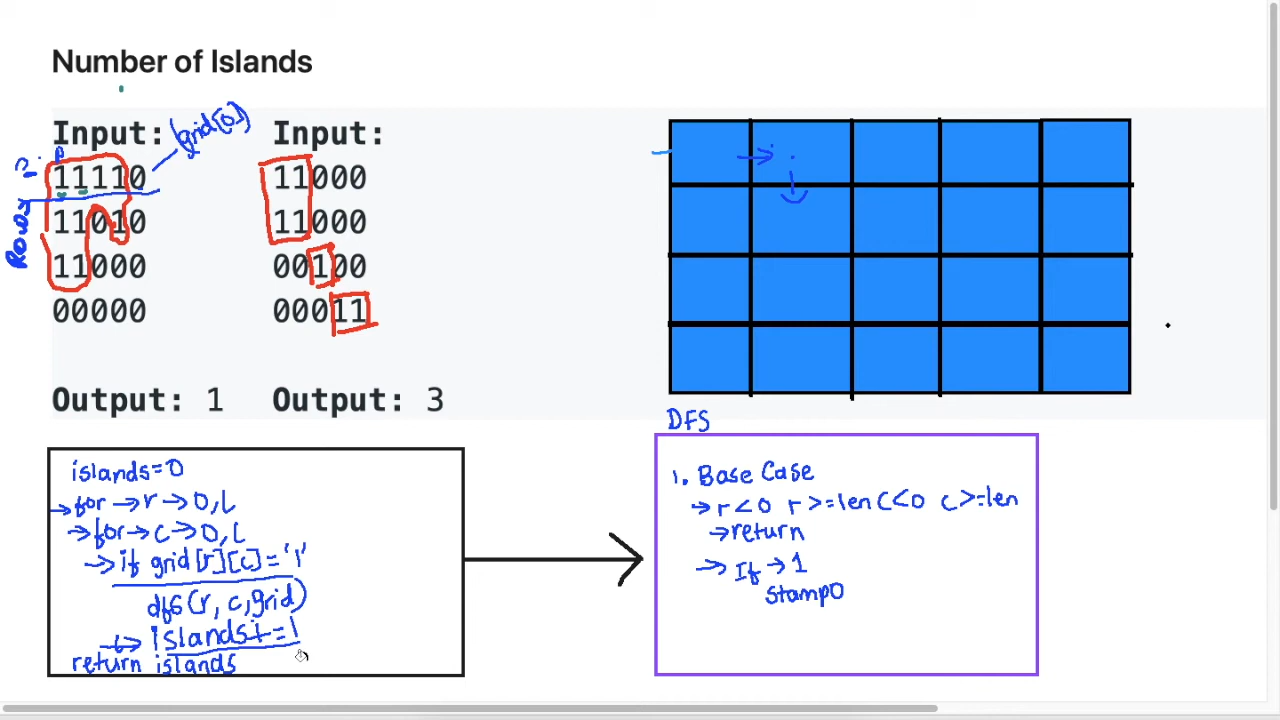 Number of Islands
Input: Input:
grid[0]
11110 11000
11010 11000
11000 00100
00000 00011
Rows
Output: 1 Output: 3
islands=0
for → r → 0, L
→ for → c → 0, L
→ if grid[r][c]='1'
dfs(r, c, grid)
→ islands+=1
return islands
DFS
1. Base Case
→ r<0 r>=len C<0 c>=len
→ return
→ If → 1
stamp0